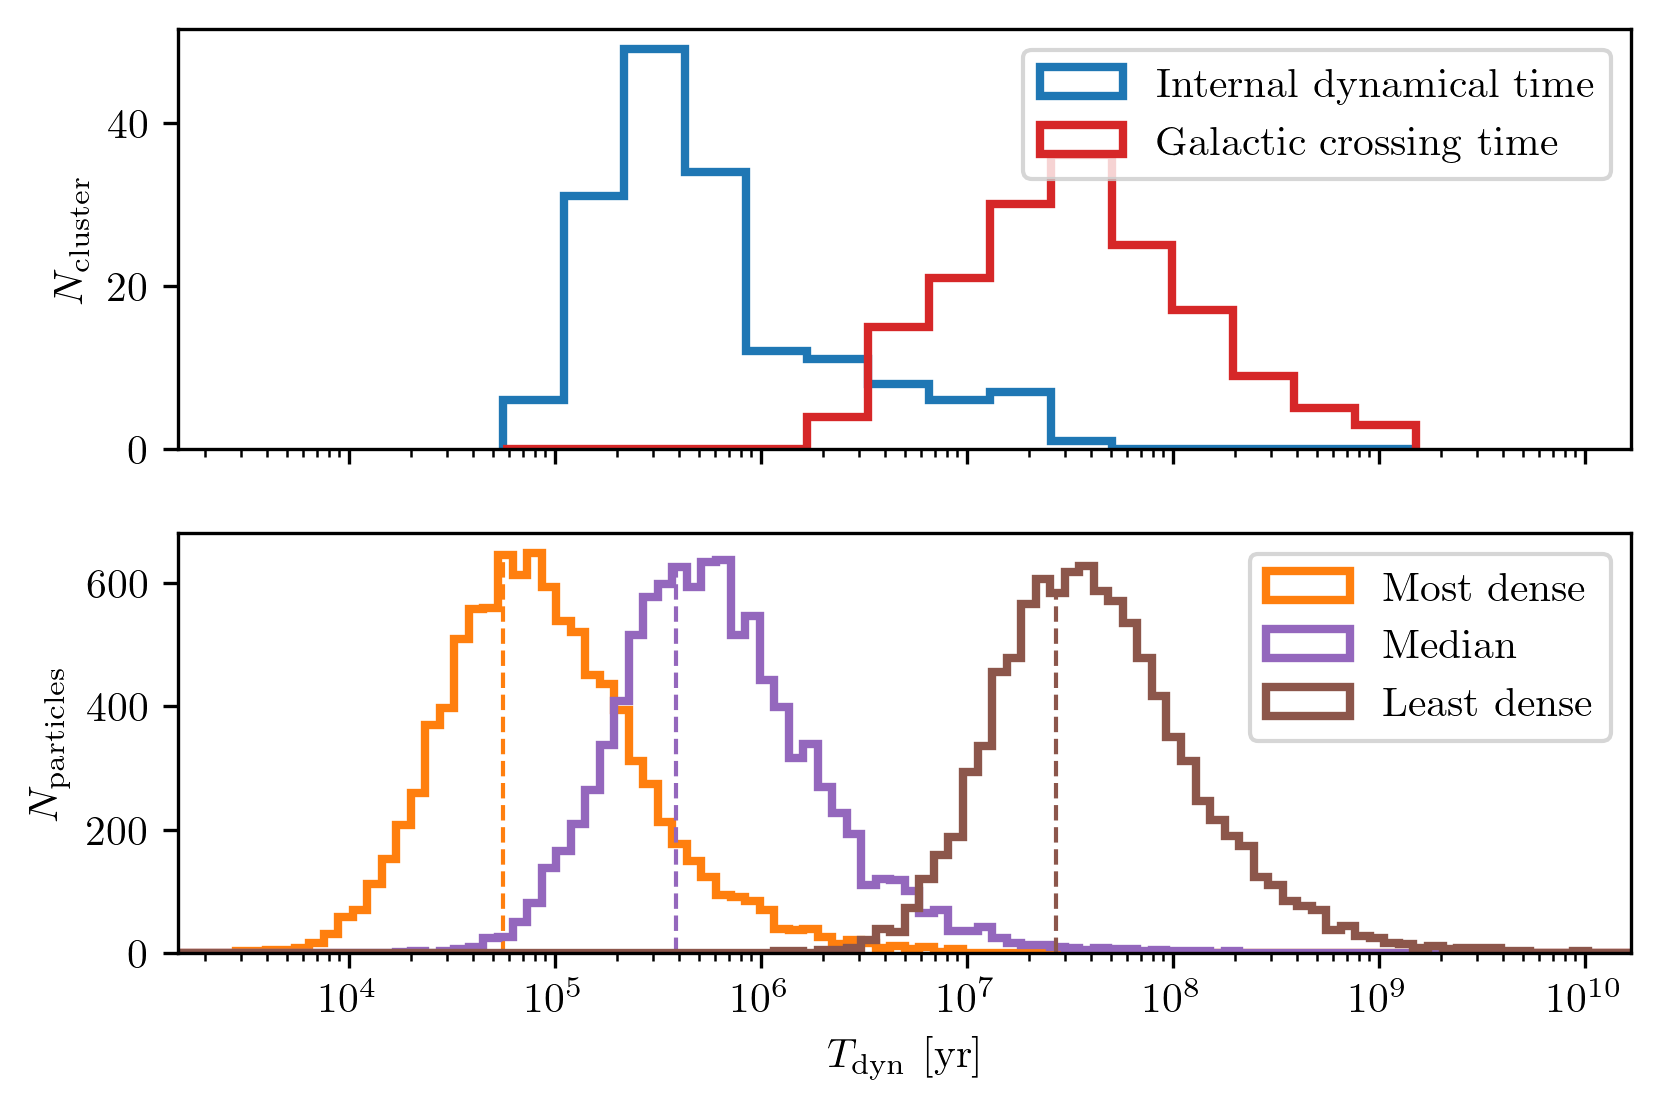 Internal dynamical time
Galactic crossing time
40
20
0
N_cluster
Most dense
Median
Least dense
600
400
200
0
N_particles
10^4 10^5 10^6 10^7 10^8 10^9 10^10
T_dyn [yr]